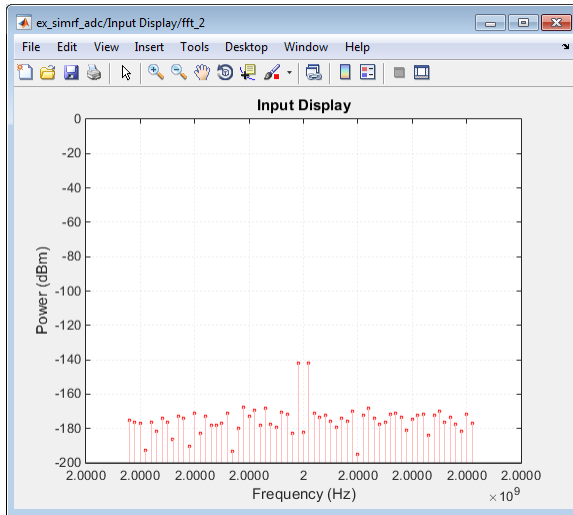 ex_simrf_adc/Input Display/fft_2
File Edit View Insert Tools Desktop Window Help
Input Display
0
-20
-40
-60
-80
-100
-120
-140
-160
-180
-200
Power (dBm)
2.0000 2.0000 2.0000 2.0000 2 2.0000 2.0000 2.0000 2.0000
Frequency (Hz)
× 10^9